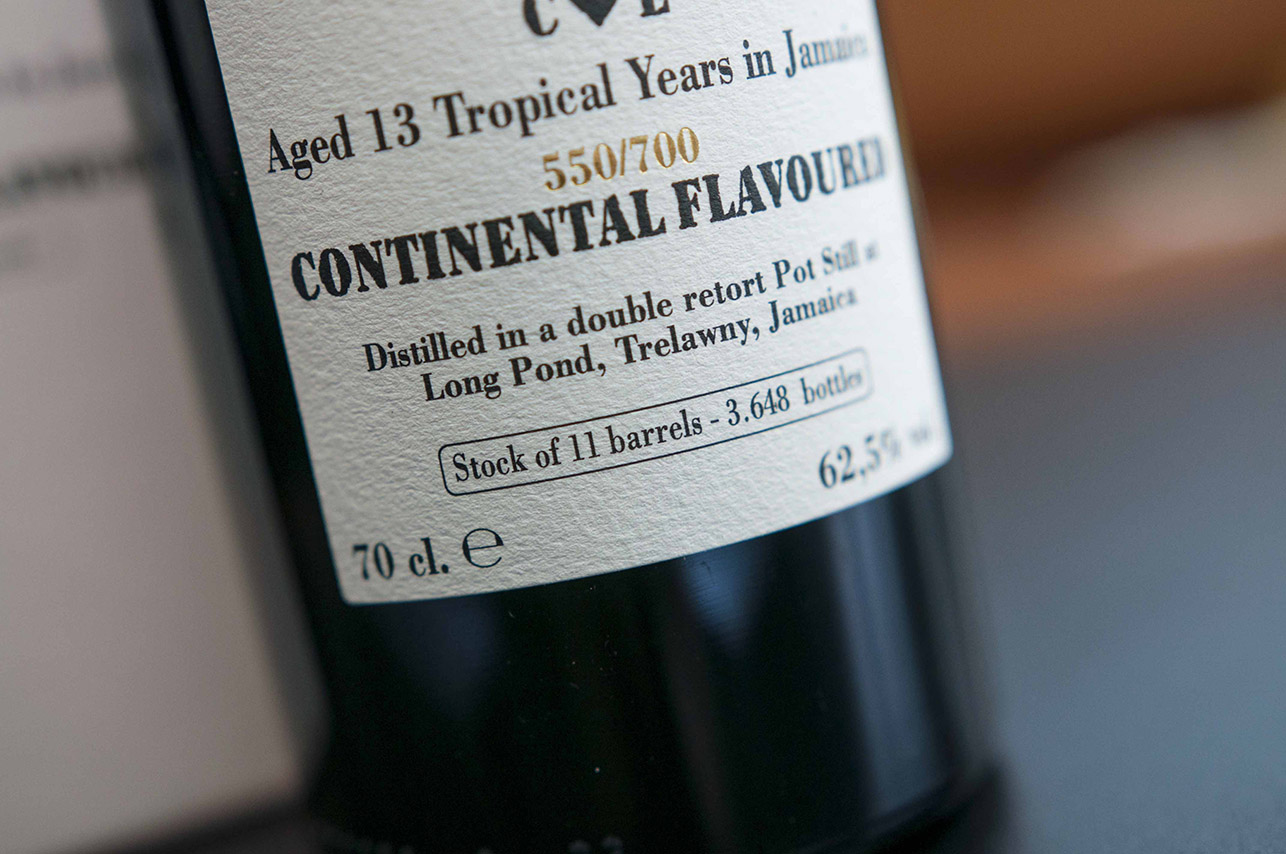 C L
Aged 13 Tropical Years in Jamaica
550/700
CONTINENTAL FLAVOURED
Distilled in a double retort Pot Still at
Long Pond, Trelawny, Jamaica
Stock of 11 barrels - 3.648 bottles
62,5%
70 cl. ℮